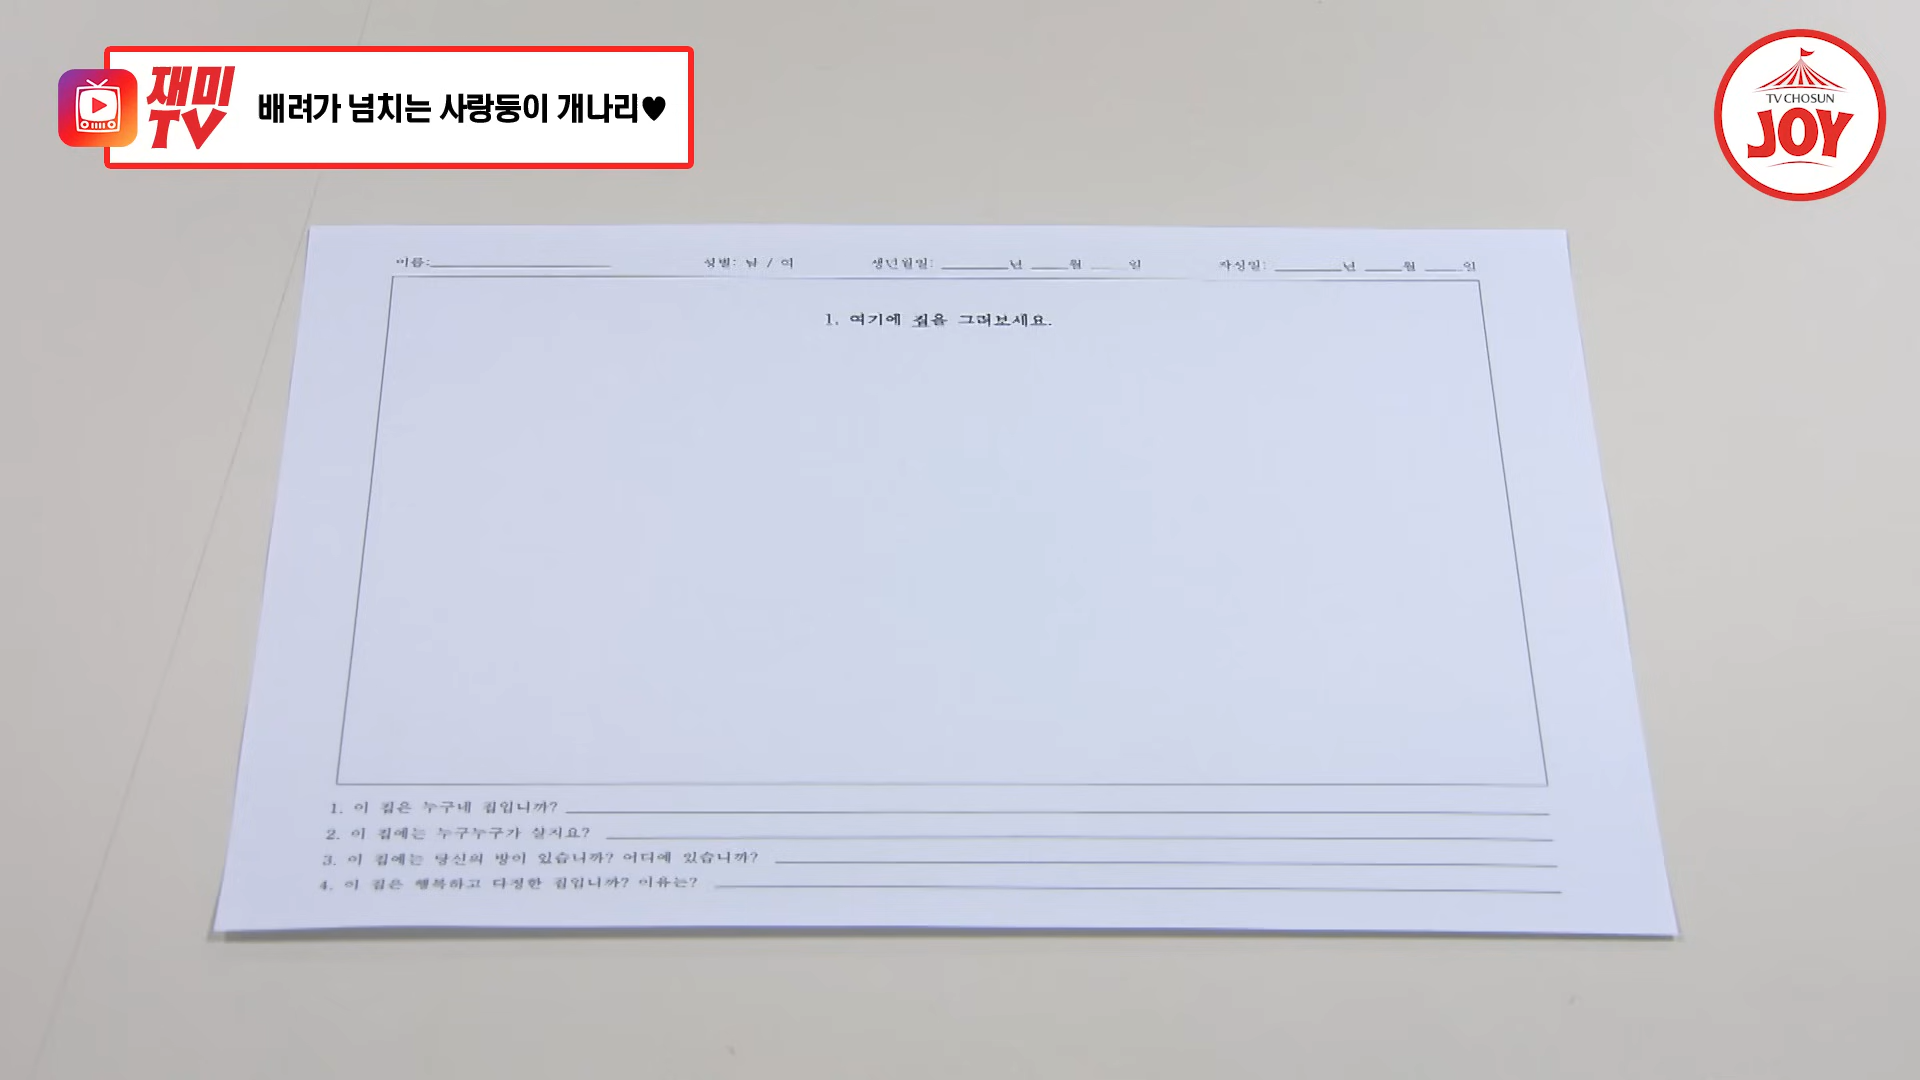 재미
TV
배려가 넘치는 사랑둥이 개나리♥
TV CHOSUN
JOY
이름: 성별: 남 / 여 생년월일: 년 월 일 작성일: 년 월 일
1. 여기에 집을 그려보세요.
1. 이 집은 누구네 집입니까?
2. 이 집에는 누구누구가 살지요?
3. 이 집에는 당신의 방이 있습니까? 어디에 있습니까?
4. 이 집은 행복하고 다정한 집입니까? 이유는?